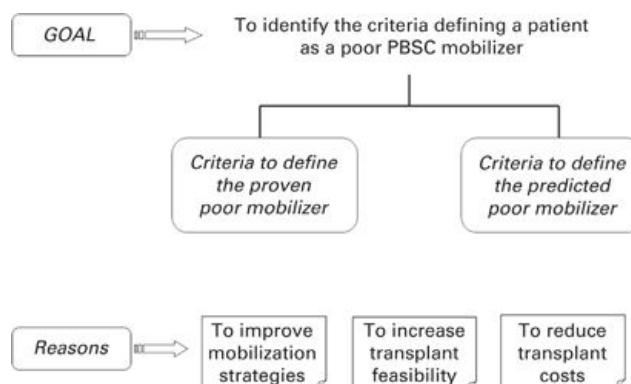 GOAL
To identify the criteria defining a patient
as a poor PBSC mobilizer
Criteria to define
the proven
poor mobilizer
Criteria to define
the predicted
poor mobilizer
Reasons
To improve
mobilization
strategies
To increase
transplant
feasibility
To reduce
transplant
costs